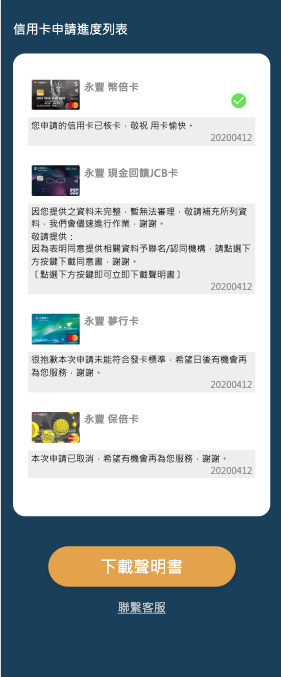 信用卡申請進度列表
永豐 幣倍卡
您申請的信用卡已核卡，敬祝 用卡愉快。
20200412
永豐 現金回饋JCB卡
因您提供之資料未完整，暫無法審理，敬請補充所列資
料，我們會儘速進行作業，謝謝。
敬請提供：
因為表明同意提供相關資料予聯名/認同機構，請點選下
方按鍵下載同意書，謝謝。
〔點選下方按鍵即可立即下載聲明書〕
20200412
永豐 夢行卡
很抱歉本次申請未能符合發卡標準，希望日後有機會再
為您服務，謝謝。
20200412
永豐 保倍卡
本次申請已取消，希望有機會再為您服務，謝謝。
20200412
下載聲明書
聯繫客服